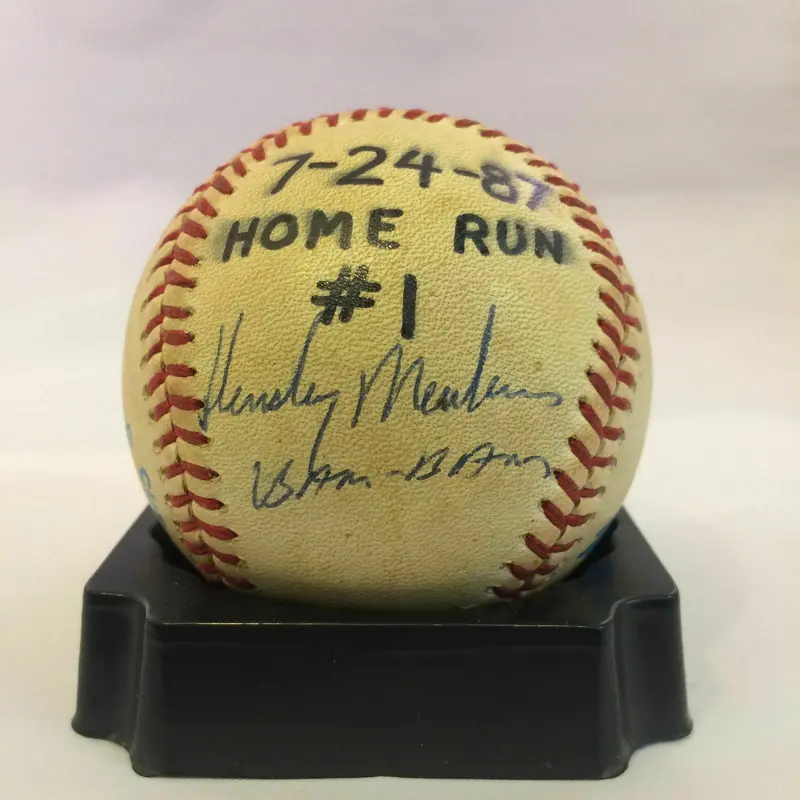 7-24-87
HOME RUN
#1
Hensley Meulens
BAM-BAM